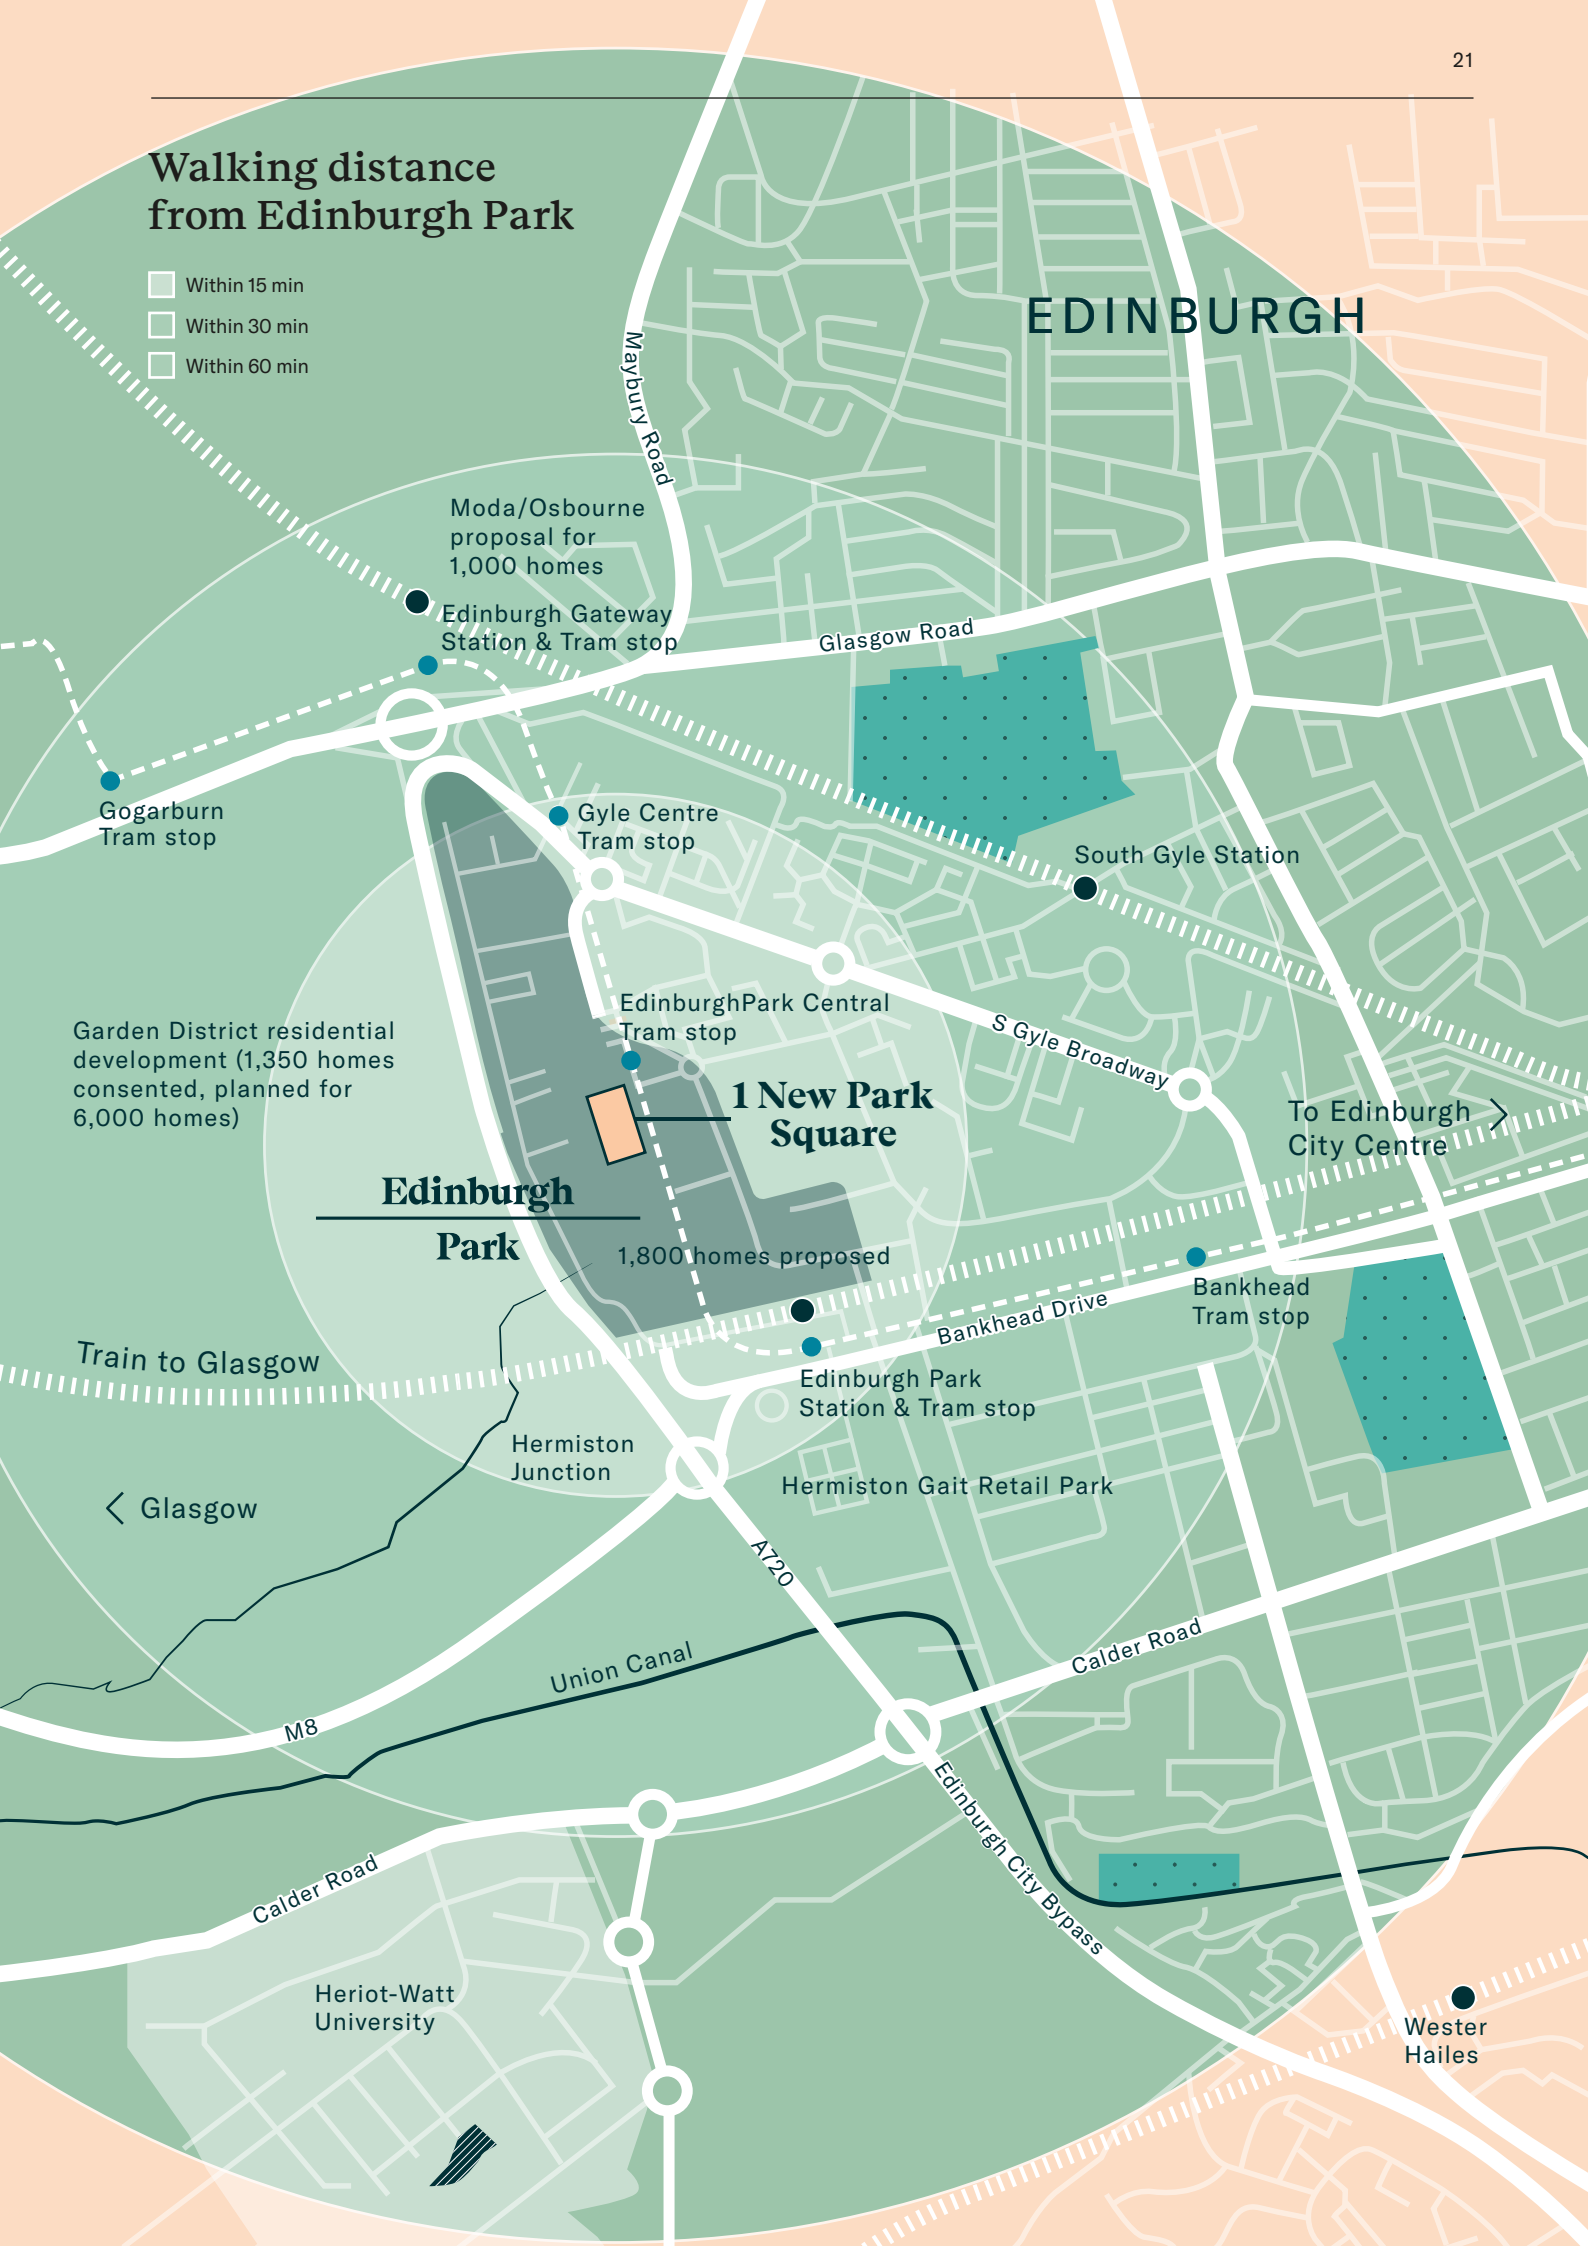 21
Walking distance
from Edinburgh Park
Within 15 min
Within 30 min
Within 60 min
EDINBURGH
Maybury Road
Moda/Osbourne
proposal for
1,000 homes
Edinburgh Gateway
Station & Tram stop
Glasgow Road
Gogarburn
Tram stop
Gyle Centre
Tram stop
South Gyle Station
EdinburghPark Central
Tram stop
S Gyle Broadway
Garden District residential
development (1,350 homes
consented, planned for
6,000 homes)
1 New Park
Square
To Edinburgh
City Centre
Edinburgh
Park
1,800 homes proposed
Bankhead
Tram stop
Bankhead Drive
Train to Glasgow
Edinburgh Park
Station & Tram stop
Hermiston
Junction
Hermiston Gait Retail Park
Glasgow
A720
Union Canal
Calder Road
M8
Edinburgh City Bypass
Calder Road
Heriot-Watt
University
Wester
Hailes